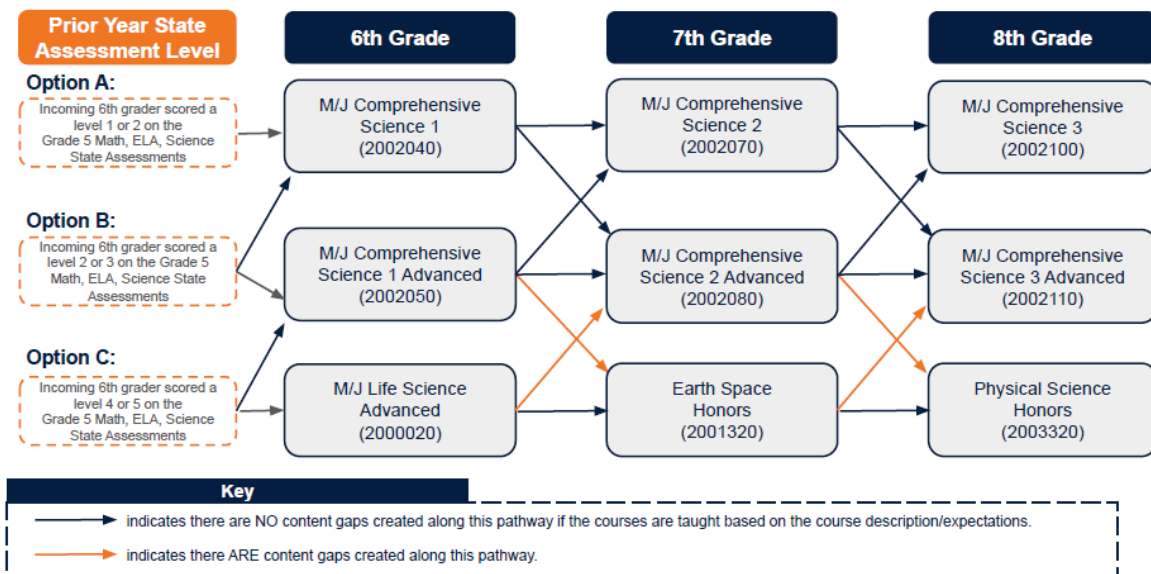 Prior Year State
Assessment Level
6th Grade
7th Grade
8th Grade
Option A:
Incoming 6th grader scored a
level 1 or 2 on the
Grade 5 Math, ELA, Science
State Assessments
M/J Comprehensive
Science 1
(2002040)
M/J Comprehensive
Science 2
(2002070)
M/J Comprehensive
Science 3
(2002100)
Option B:
Incoming 6th grader scored a
level 2 or 3 on the Grade 5
Math, ELA, Science State
Assessments
M/J Comprehensive
Science 1 Advanced
(2002050)
M/J Comprehensive
Science 2 Advanced
(2002080)
M/J Comprehensive
Science 3 Advanced
(2002110)
Option C:
Incoming 6th grader scored a
level 4 or 5 on the
Grade 5 Math, ELA, Science
State Assessments
M/J Life Science
Advanced
(2000020)
Earth Space
Honors
(2001320)
Physical Science
Honors
(2003320)
Key
indicates there are NO content gaps created along this pathway if the courses are taught based on the course description/expectations.
indicates there ARE content gaps created along this pathway.